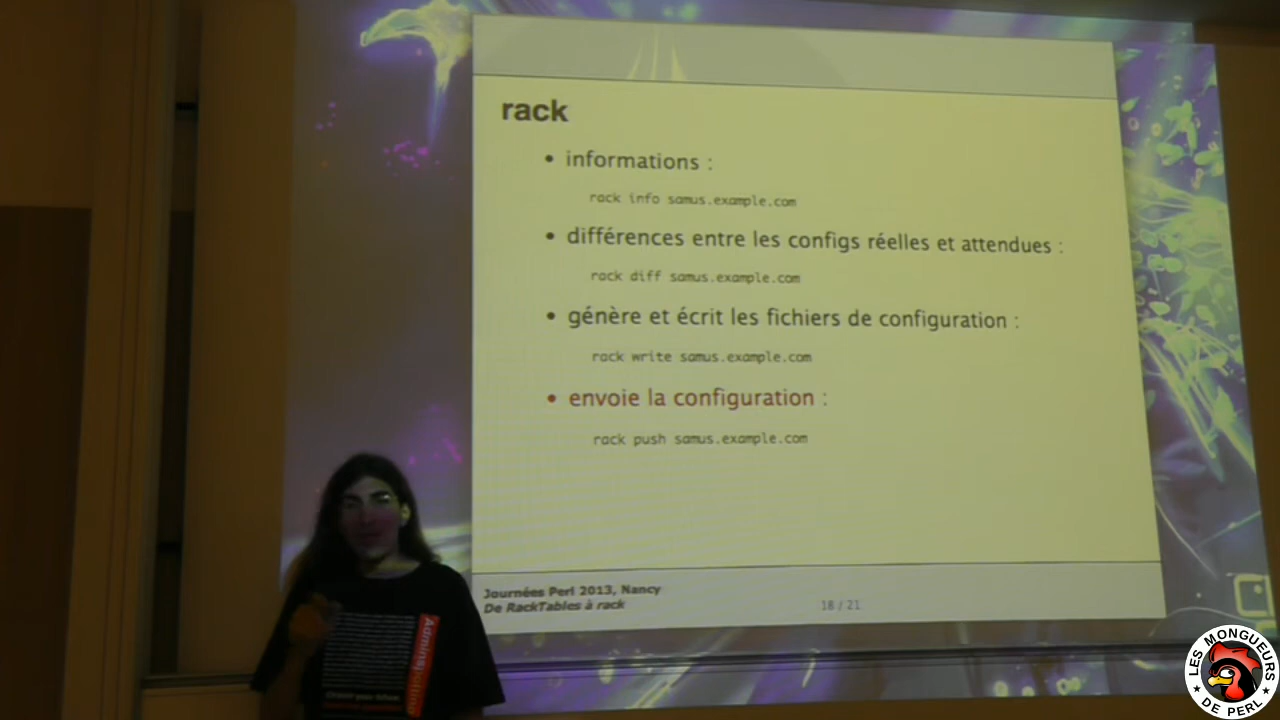 rack
• informations :
rack info samus.example.com
• différences entre les configs réelles et attendues :
rack diff samus.example.com
• génère et écrit les fichiers de configuration :
rack write samus.example.com
• envoie la configuration :
rack push samus.example.com
Journées Perl 2013, Nancy
De RackTables à rack
18 / 21
LES MONGUEURS
★ DE PERL ★